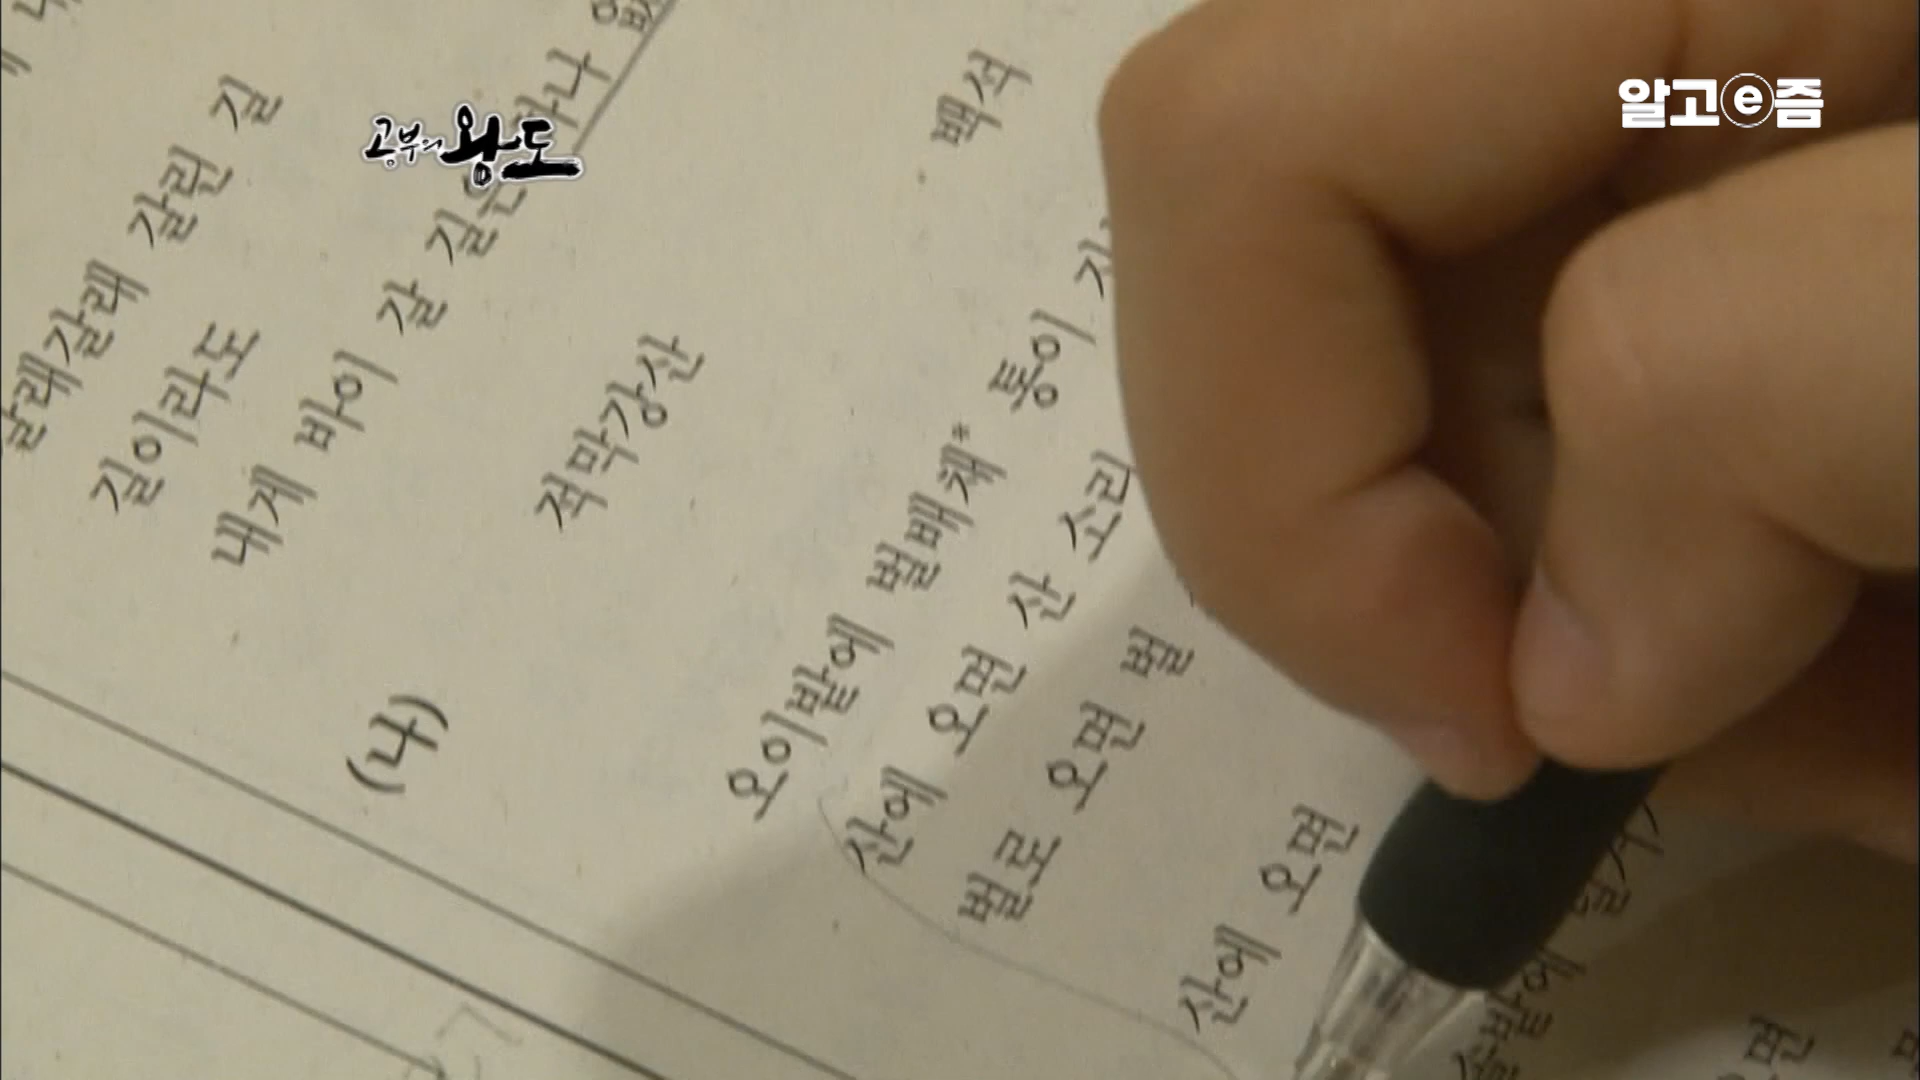 공부의 왕도
알고e즘
갈래갈래 갈린 길
길이라도
내게 바이 갈 길은 하나 없
(나)
적막강산
백석
오이밭에 벌배채* 통이
산에 오면 산 소리
벌로 오면 벌
산에 오면